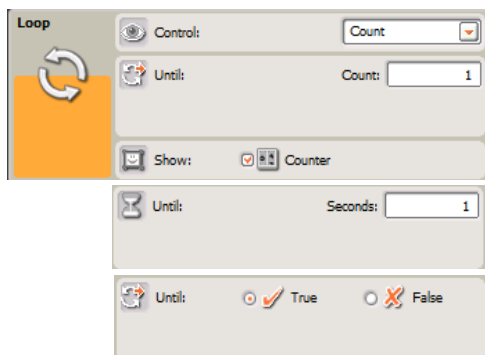 Loop
Control: Count
Until: Count: 1
Show: Counter
Until: Seconds: 1
Until: True False